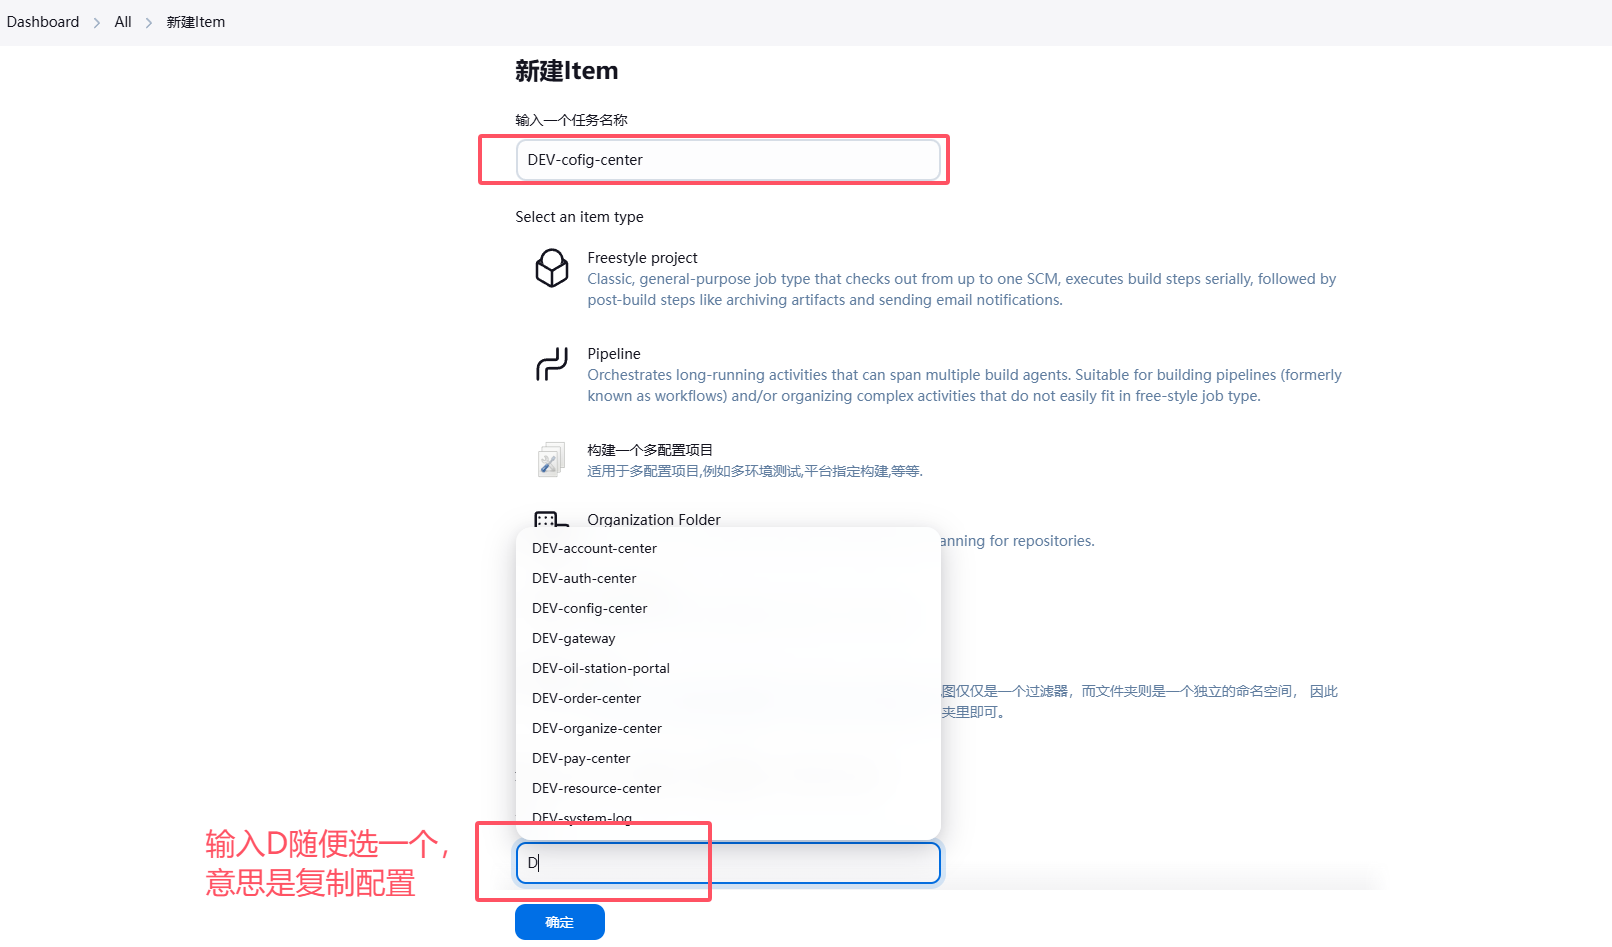 Dashboard > All > 新建Item
新建Item
输入一个任务名称
DEV-cofig-center
Select an item type
Freestyle project
Classic, general-purpose job type that checks out from up to one SCM, executes build steps serially, followed by
post-build steps like archiving artifacts and sending email notifications.
Pipeline
Orchestrates long-running activities that can span multiple build agents. Suitable for building pipelines (formerly
known as workflows) and/or organizing complex activities that do not easily fit in free-style job type.
构建一个多配置项目
适用于多配置项目,例如多环境测试,平台指定构建,等等.
Organization Folder
anning for repositories.
DEV-account-center
DEV-auth-center
DEV-config-center
DEV-gateway
DEV-oil-station-portal
DEV-order-center
图仅仅是一个过滤器，而文件夹则是一个独立的命名空间， 因此
夹里即可。
DEV-organize-center
DEV-pay-center
DEV-resource-center
DEV-system-log
输入D随便选一个，
意思是复制配置
D
确定